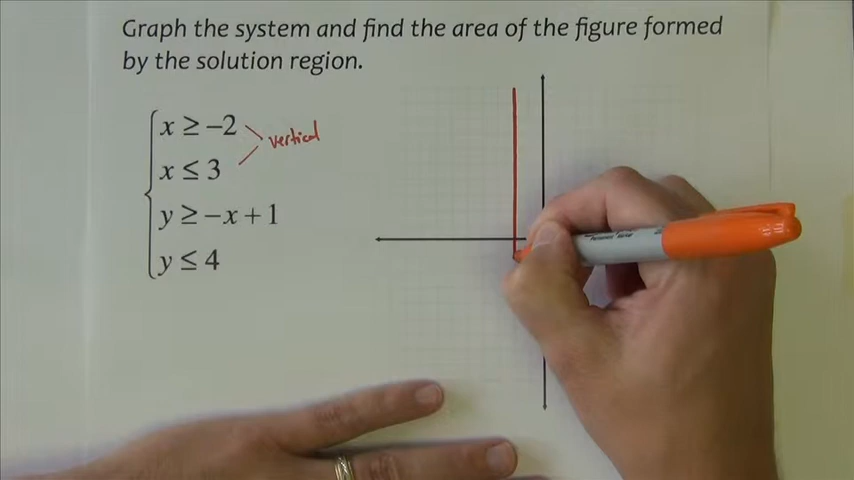 Graph the system and find the area of the figure formed
by the solution region.
x ≥ −2
vertical
x ≤ 3
y ≥ −x + 1
y ≤ 4